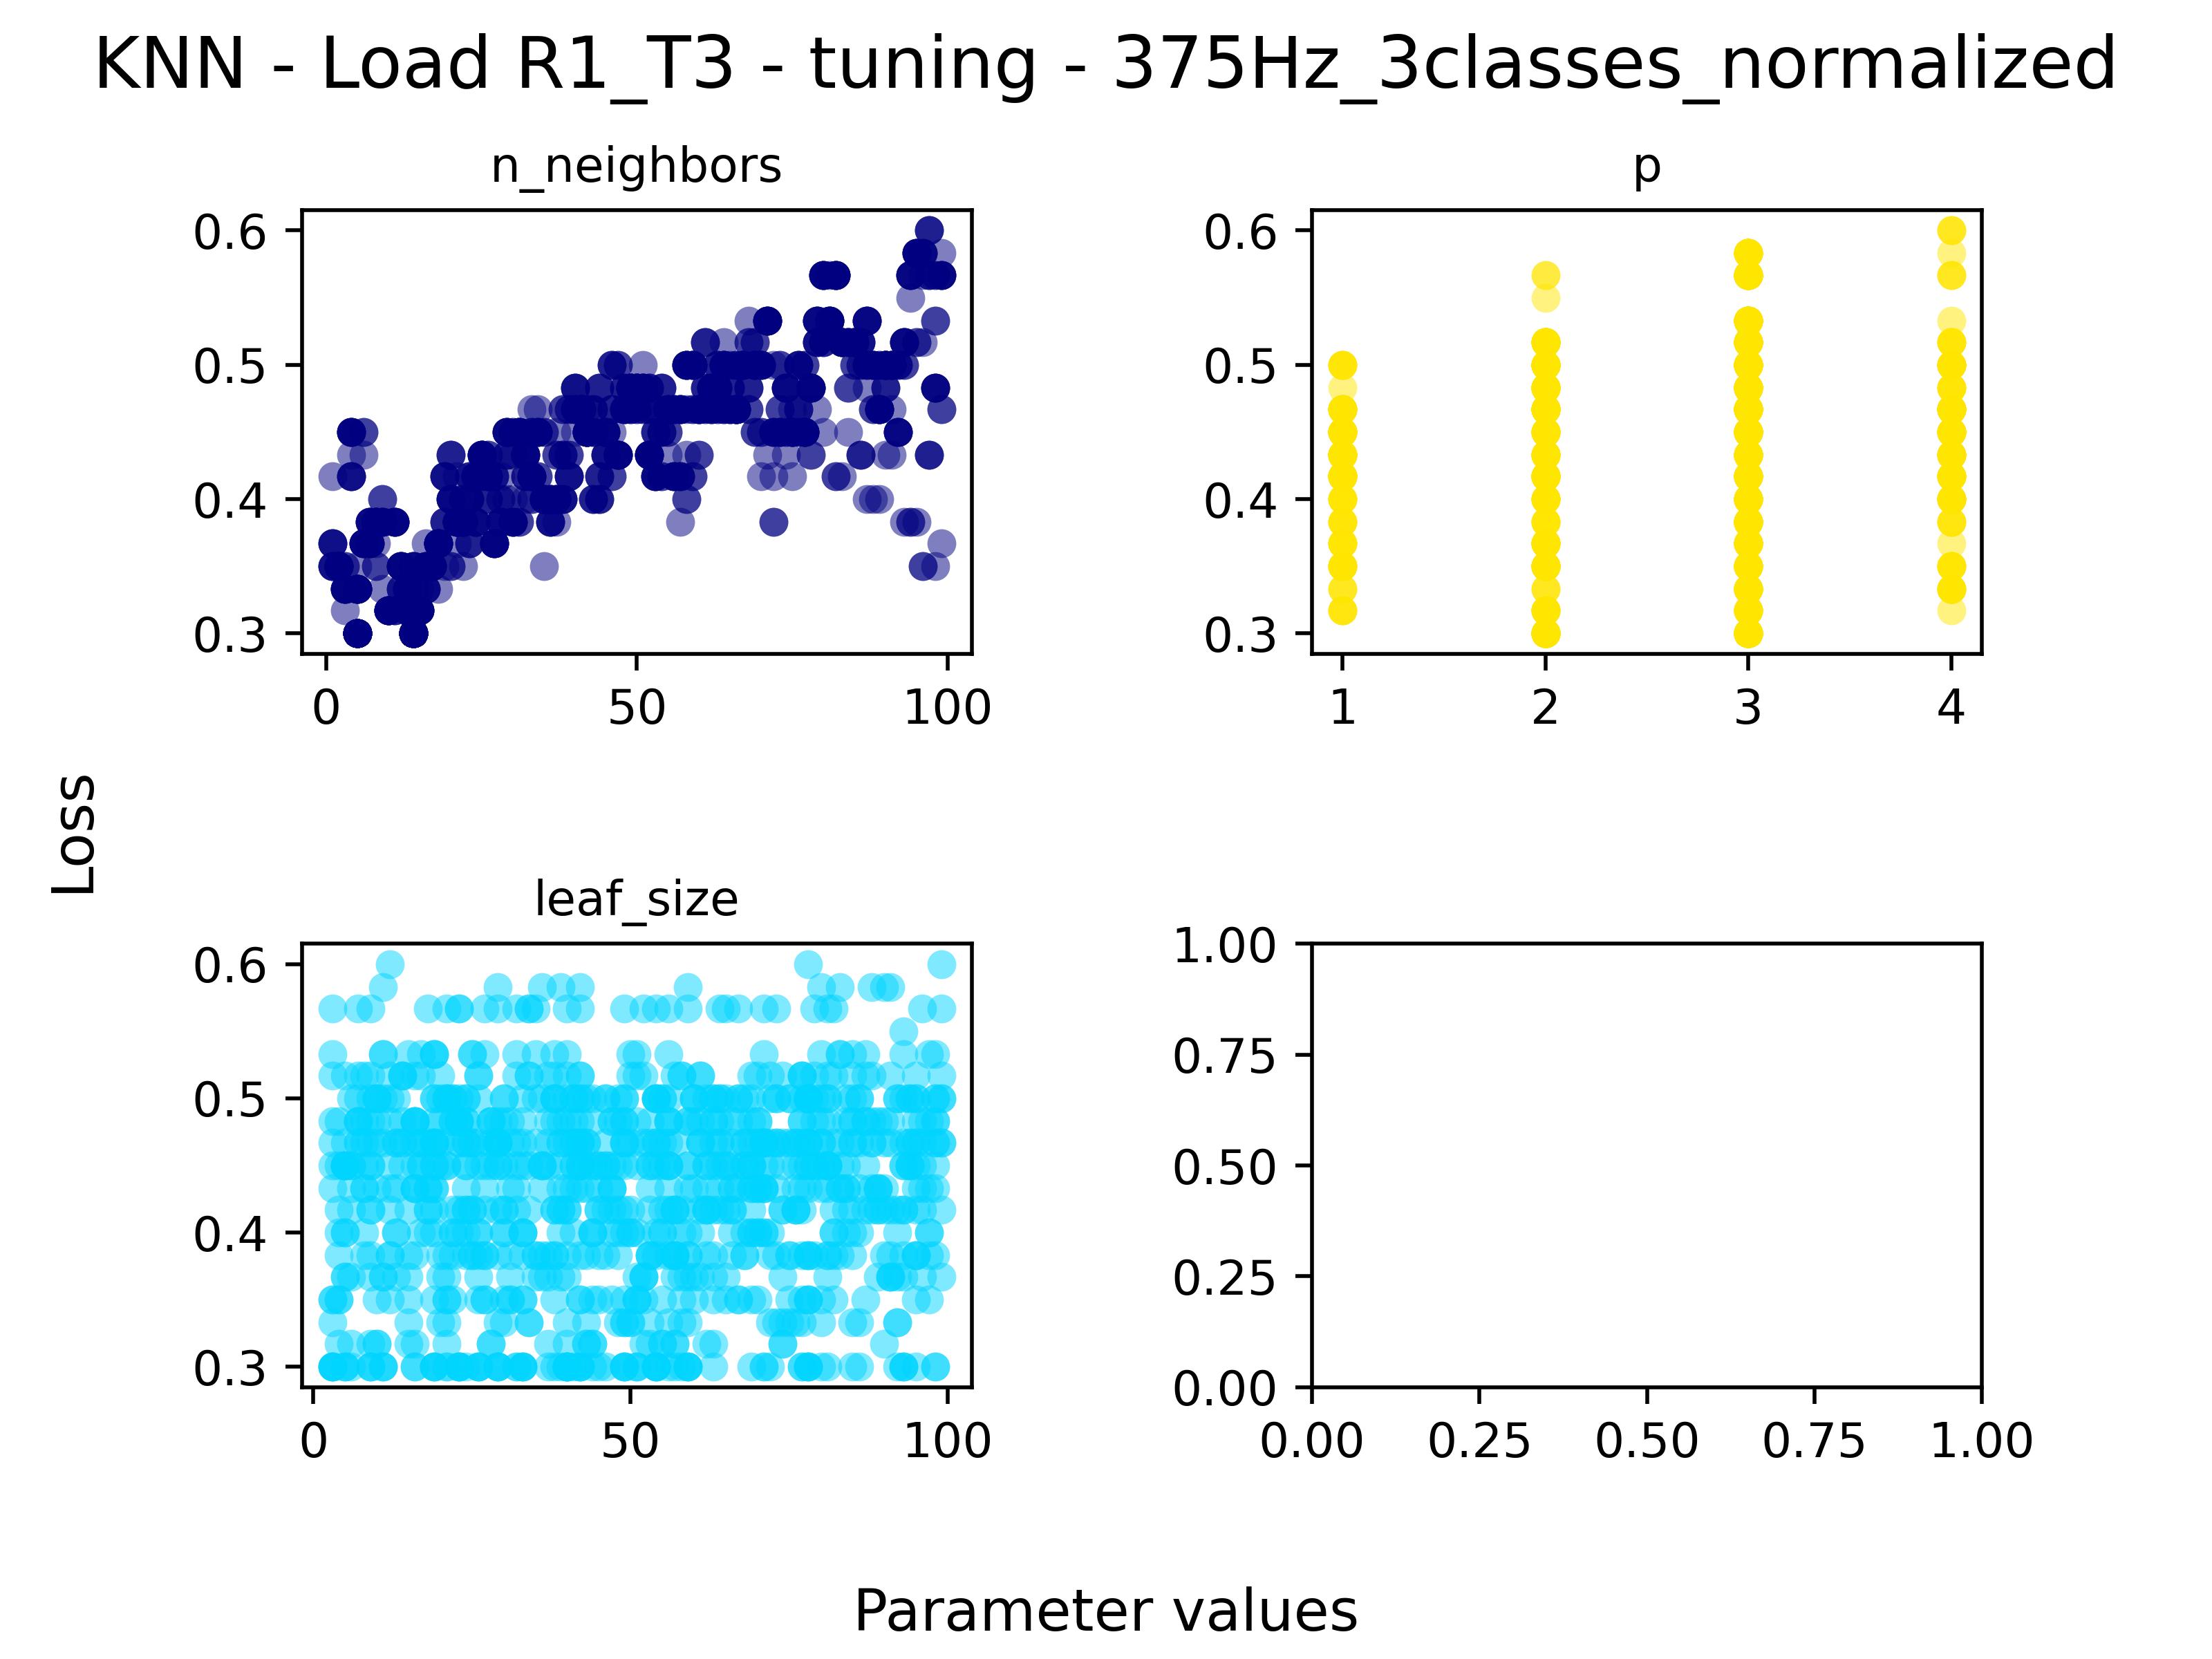 KNN - Load R1_T3 - tuning - 375Hz_3classes_normalized
n_neighbors
0.6
0.5
0.4
0.3
0 50 100
p
0.6
0.5
0.4
0.3
1 2 3 4
Loss
leaf_size
0.6
0.5
0.4
0.3
0 50 100
1.00
0.75
0.50
0.25
0.00
0.00 0.25 0.50 0.75 1.00
Parameter values